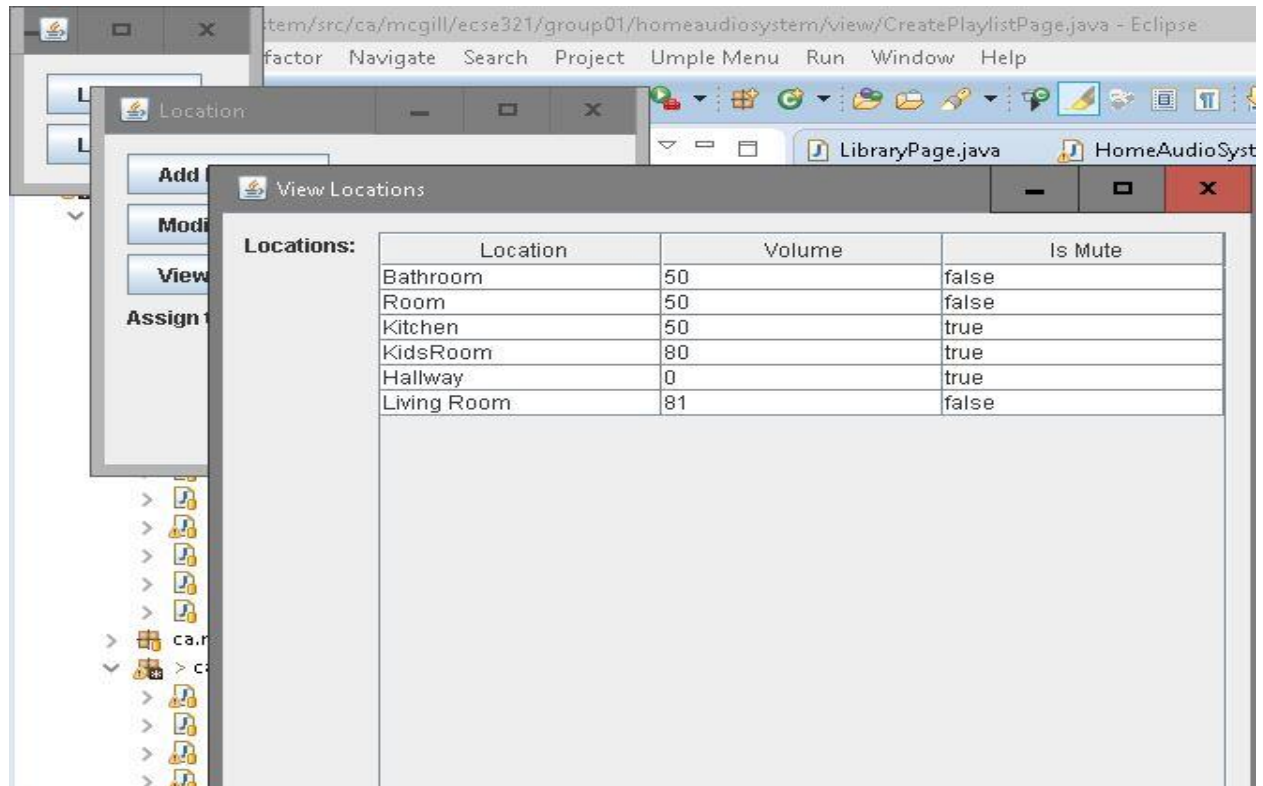 tem/src/ca/mcgill/ecse321/group01/homeaudiosystem/view/CreatePlaylistPage.java - Eclipse
factor Navigate Search Project Umple Menu Run Window Help
Location
LibraryPage.java HomeAudioSyst
Add
View Locations
Modi
Locations: Location Volume Is Mute
View
Bathroom 50 false
Room 50 false
Assign
Kitchen 50 true
KidsRoom 80 true
Hallway 0 true
Living Room 81 false
ca.
> c